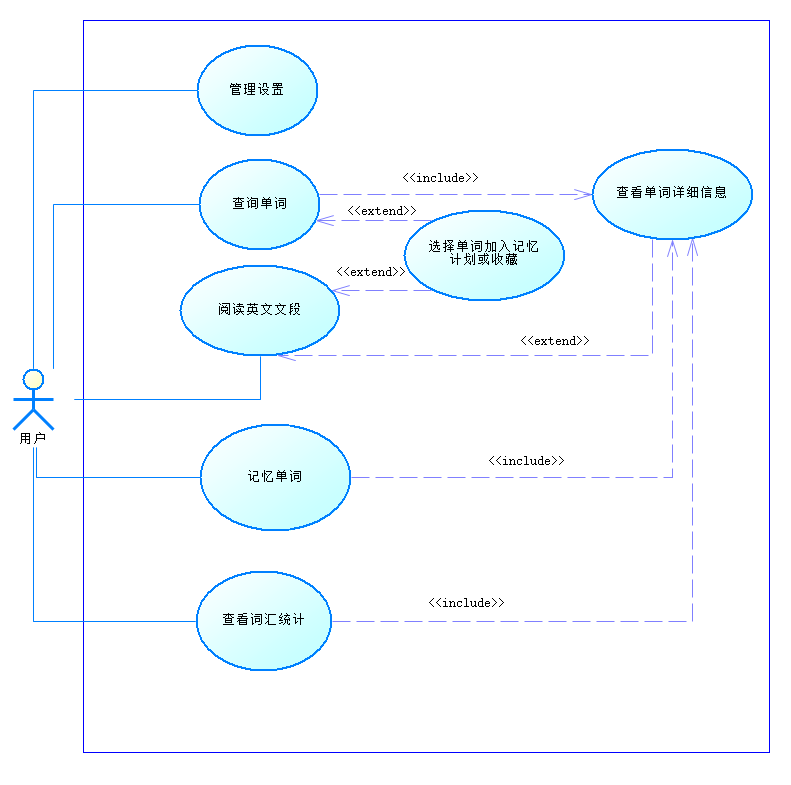 管理设置
<<include>>
查询单词
查看单词详细信息
<<extend>>
选择单词加入记忆
计划或收藏
<<extend>>
阅读英文文段
<<extend>>
用户
<<include>>
记忆单词
<<include>>
查看词汇统计